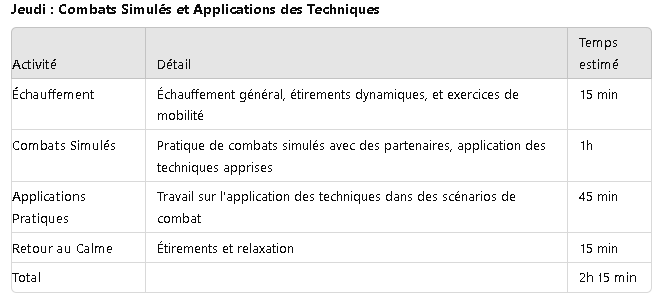 Jeudi : Combats Simulés et Applications des Techniques
Activité Détail Temps estimé
Échauffement Échauffement général, étirements dynamiques, et exercices de 15 min
mobilité
Combats Simulés Pratique de combats simulés avec des partenaires, application des 1h
techniques apprises
Applications Travail sur l'application des techniques dans des scénarios de 45 min
Pratiques combat
Retour au Calme Étirements et relaxation 15 min
Total 2h 15 min